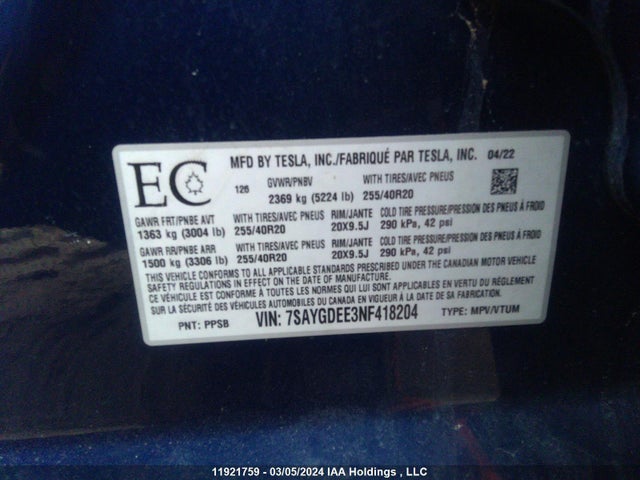 EC
MFD BY TESLA, INC./FABRIQUÉ PAR TESLA, INC. 04/22
126 GVWR/PNBV WITH TIRES/AVEC PNEUS
2369 kg (5224 lb) 255/40R20
GAWR FRT/PNBE AVT WITH TIRES/AVEC PNEUS RIM/JANTE COLD TIRE PRESSURE/PRESSION DES PNEUS À FROID
1363 kg (3004 lb) 255/40R20 20X9.5J 290 kPa, 42 psi
GAWR RR/PNBE ARR WITH TIRES/AVEC PNEUS RIM/JANTE COLD TIRE PRESSURE/PRESSION DES PNEUS À FROID
1500 kg (3306 lb) 255/40R20 20X9.5J 290 kPa, 42 psi
THIS VEHICLE CONFORMS TO ALL APPLICABLE STANDARDS PRESCRIBED UNDER THE CANADIAN MOTOR VEHICLE
SAFETY REGULATIONS IN EFFECT ON THE DATE OF MANUFACTURE.
CE VÉHICULE EST CONFORME À TOUTES LES NORMES QUI LUI SONT APPLICABLES EN VERTU DU RÈGLEMENT
SUR LA SÉCURITÉ DES VÉHICULES AUTOMOBILES DU CANADA EN VIGUEUR À LA DATE DE SA FABRICATION.
PNT: PPSB VIN: 7SAYGDEE3NF418204 TYPE: MPV/VTUM
11921759 - 03/05/2024 IAA Holdings , LLC